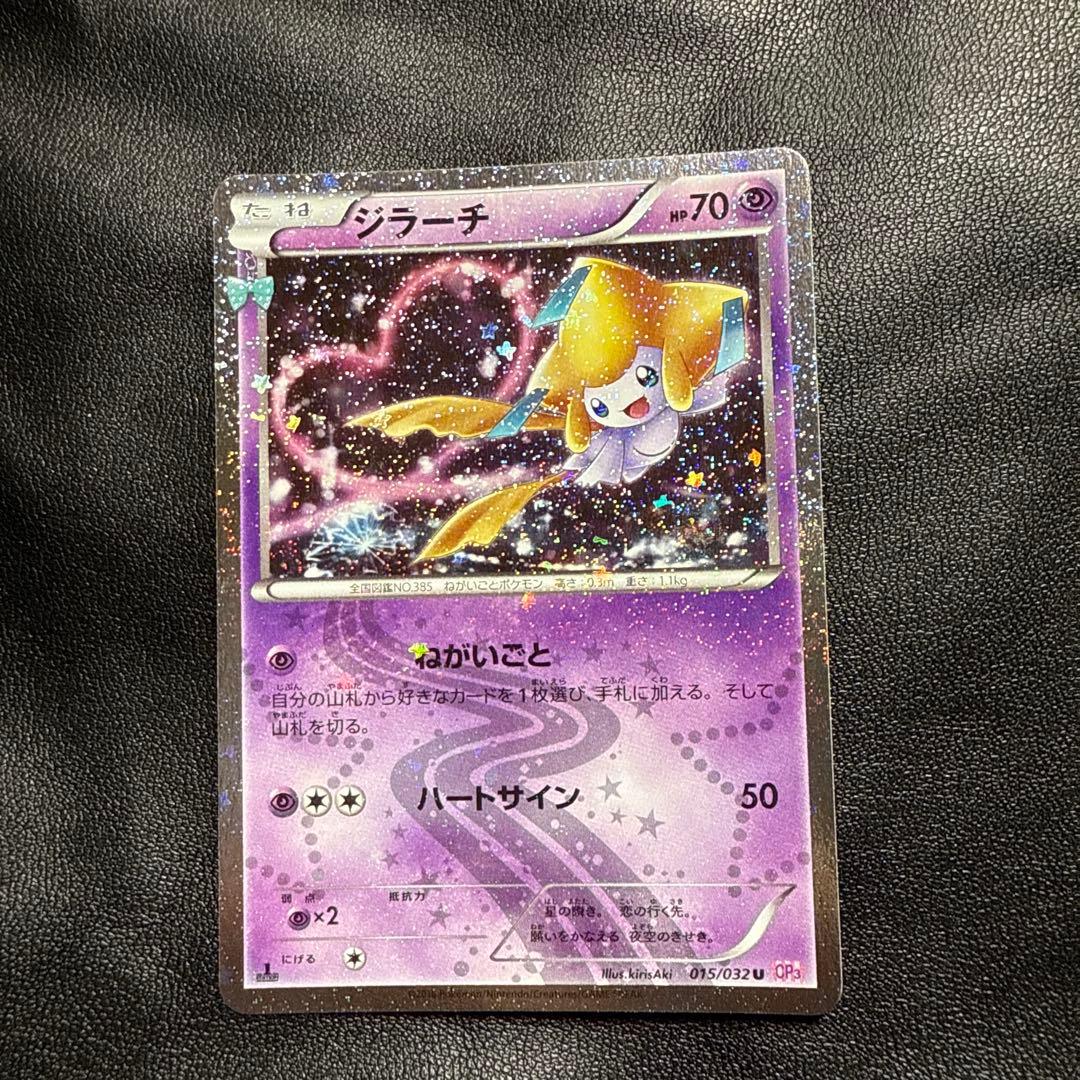 たね
ジラーチ
HP70
全国図鑑NO.385 ねがいごとポケモン 高さ:0.3m 重さ:1.1kg
ねがいごと
自分の山札から好きなカードを1枚選び、手札に加える。そして
山札を切る。
ハートサイン 50
弱点 抵抗力
×2
にげる
星の瞬き。 恋の行く先。
願いをかなえる 夜空のきせき。
Illus.kirisAki 015/032 U CP3